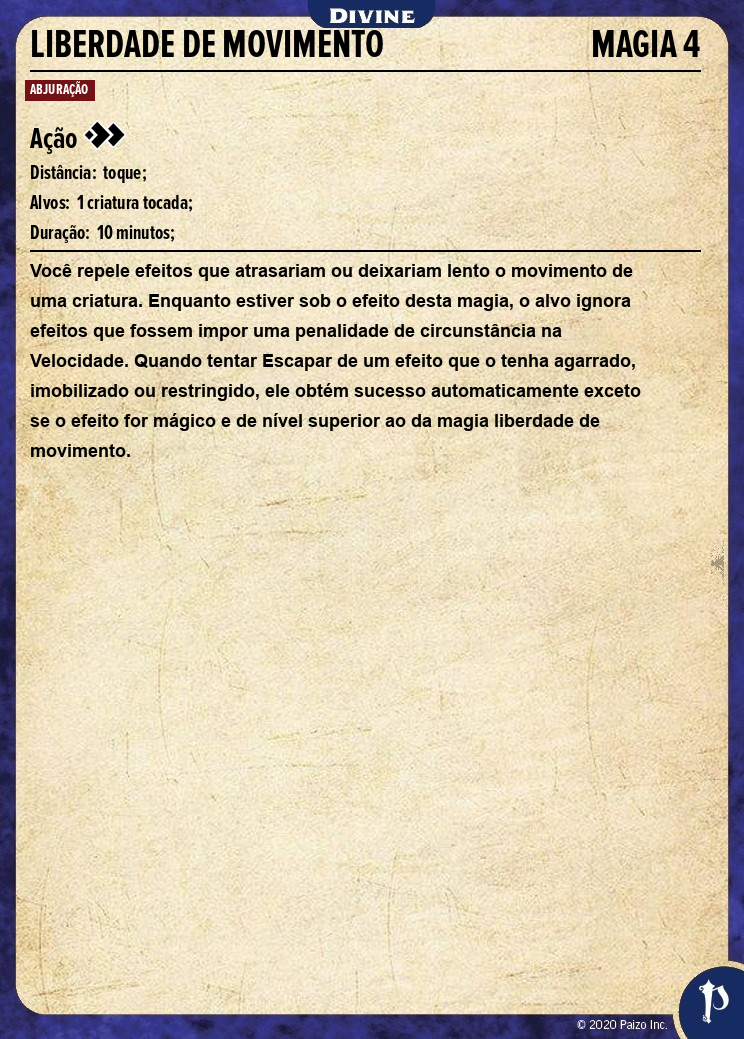 DIVINE
LIBERDADE DE MOVIMENTO MAGIA 4
ABJURAÇÃO
Ação
Distância: toque;
Alvos: 1 criatura tocada;
Duração: 10 minutos;
Você repele efeitos que atrasariam ou deixariam lento o movimento de
uma criatura. Enquanto estiver sob o efeito desta magia, o alvo ignora
efeitos que fossem impor uma penalidade de circunstância na
Velocidade. Quando tentar Escapar de um efeito que o tenha agarrado,
imobilizado ou restringido, ele obtém sucesso automaticamente exceto
se o efeito for mágico e de nível superior ao da magia liberdade de
movimento.
© 2020 Paizo Inc.
P